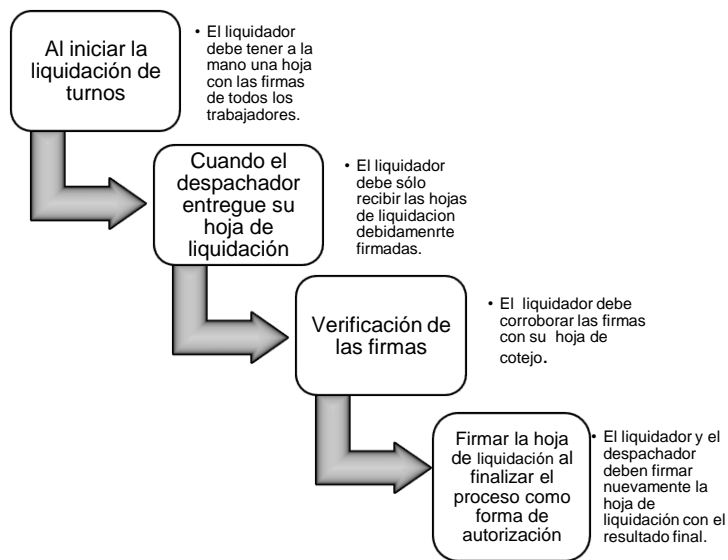 Al iniciar la
liquidación de
turnos
• El liquidador
debe tener a la
mano una hoja
con las firmas
de todos los
trabajadores.
Cuando el
despachador
entregue su
hoja de
liquidación
• El liquidador
debe sólo
recibir las hojas
de liquidacion
debidamenrte
firmadas.
Verificación de
las firmas
• El liquidador debe
corroborar las firmas
con su hoja de
cotejo.
Firmar la hoja
de liquidación al
finalizar el
proceso como
forma de
autorización
• El liquidador y el
despachador
deben firmar
nuevamente la
hoja de
liquidación con el
resultado final.